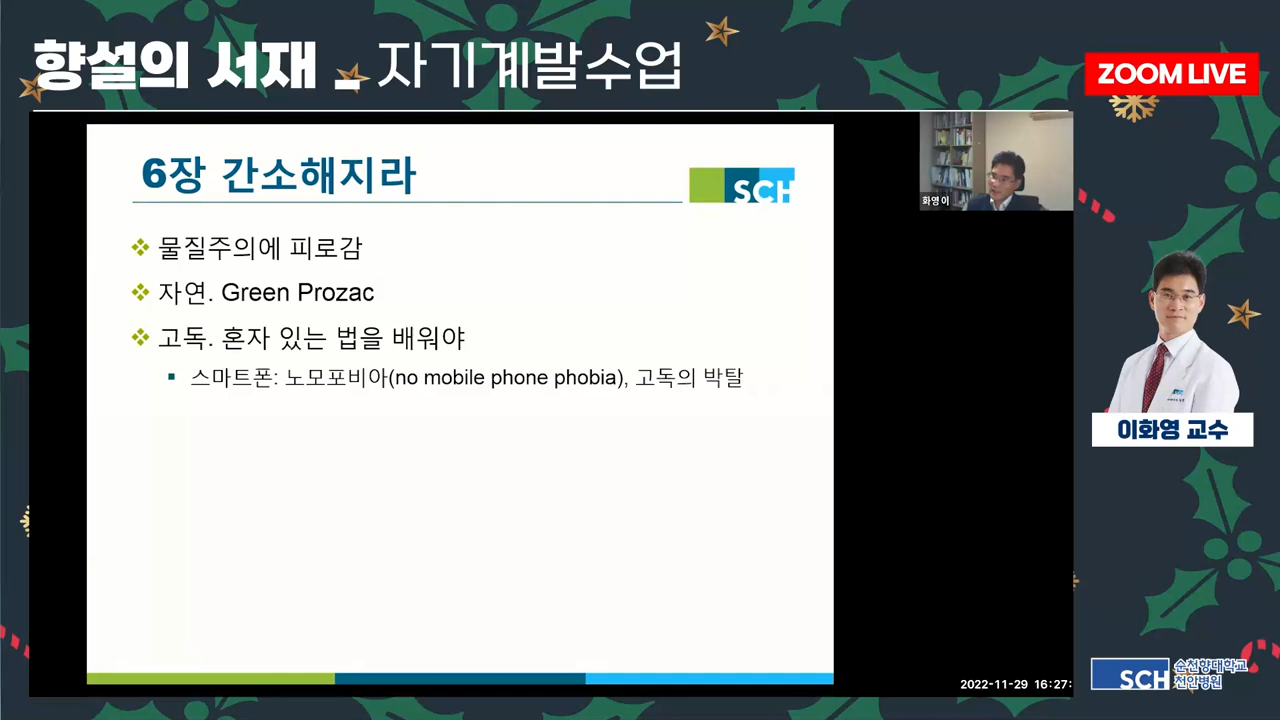 향설의 서재 _ 자기계발수업
ZOOM LIVE
6장 간소해지라
SCH
물질주의에 피로감
자연. Green Prozac
고독. 혼자 있는 법을 배워야
스마트폰: 노모포비아(no mobile phone phobia), 고독의 박탈
화영이
이화영 교수
2022-11-29 16:27:
SCH 순천향대학교
천안병원